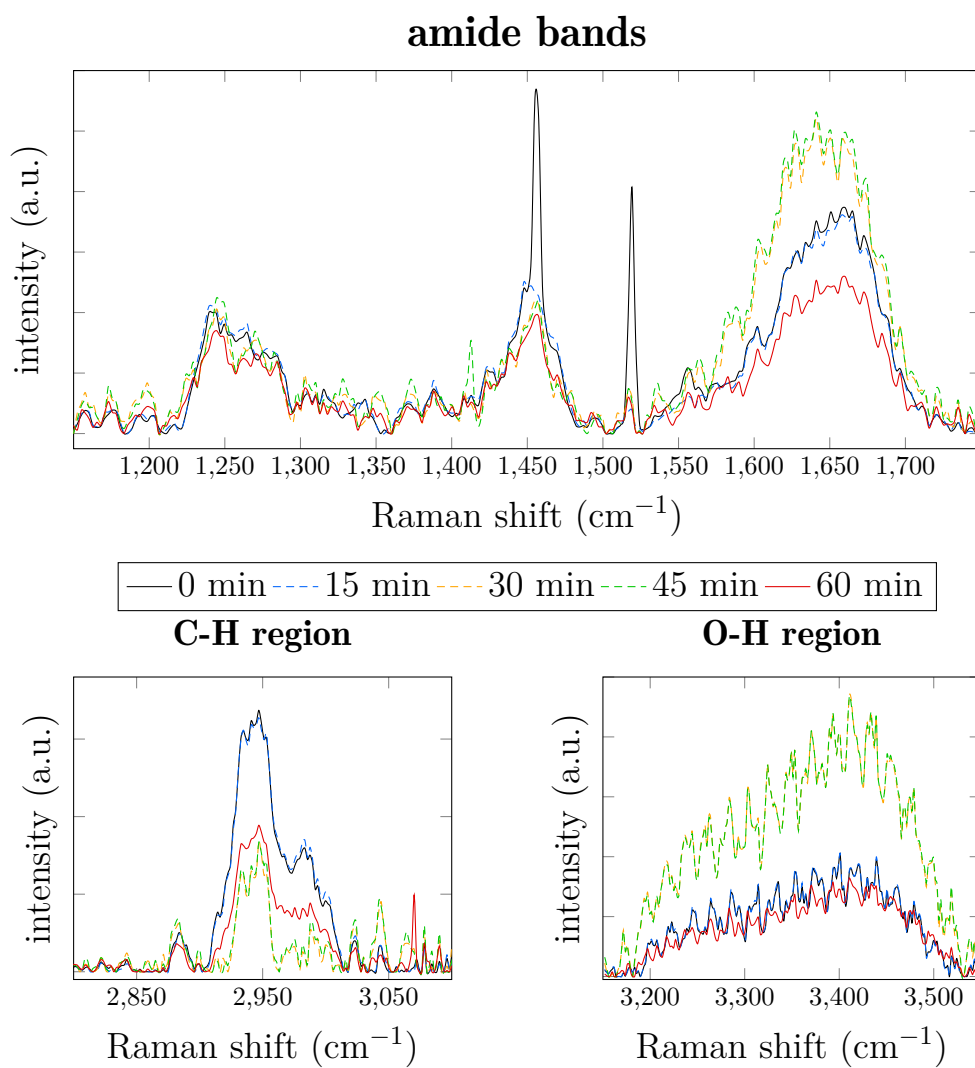 amide bands
intensity (a.u.)
1,200 1,250 1,300 1,350 1,400 1,450 1,500 1,550 1,600 1,650 1,700
Raman shift (cm⁻¹)
0 min 15 min 30 min 45 min 60 min
C-H region
intensity (a.u.)
2,850 2,950 3,050
Raman shift (cm⁻¹)
O-H region
intensity (a.u.)
3,200 3,300 3,400 3,500
Raman shift (cm⁻¹)